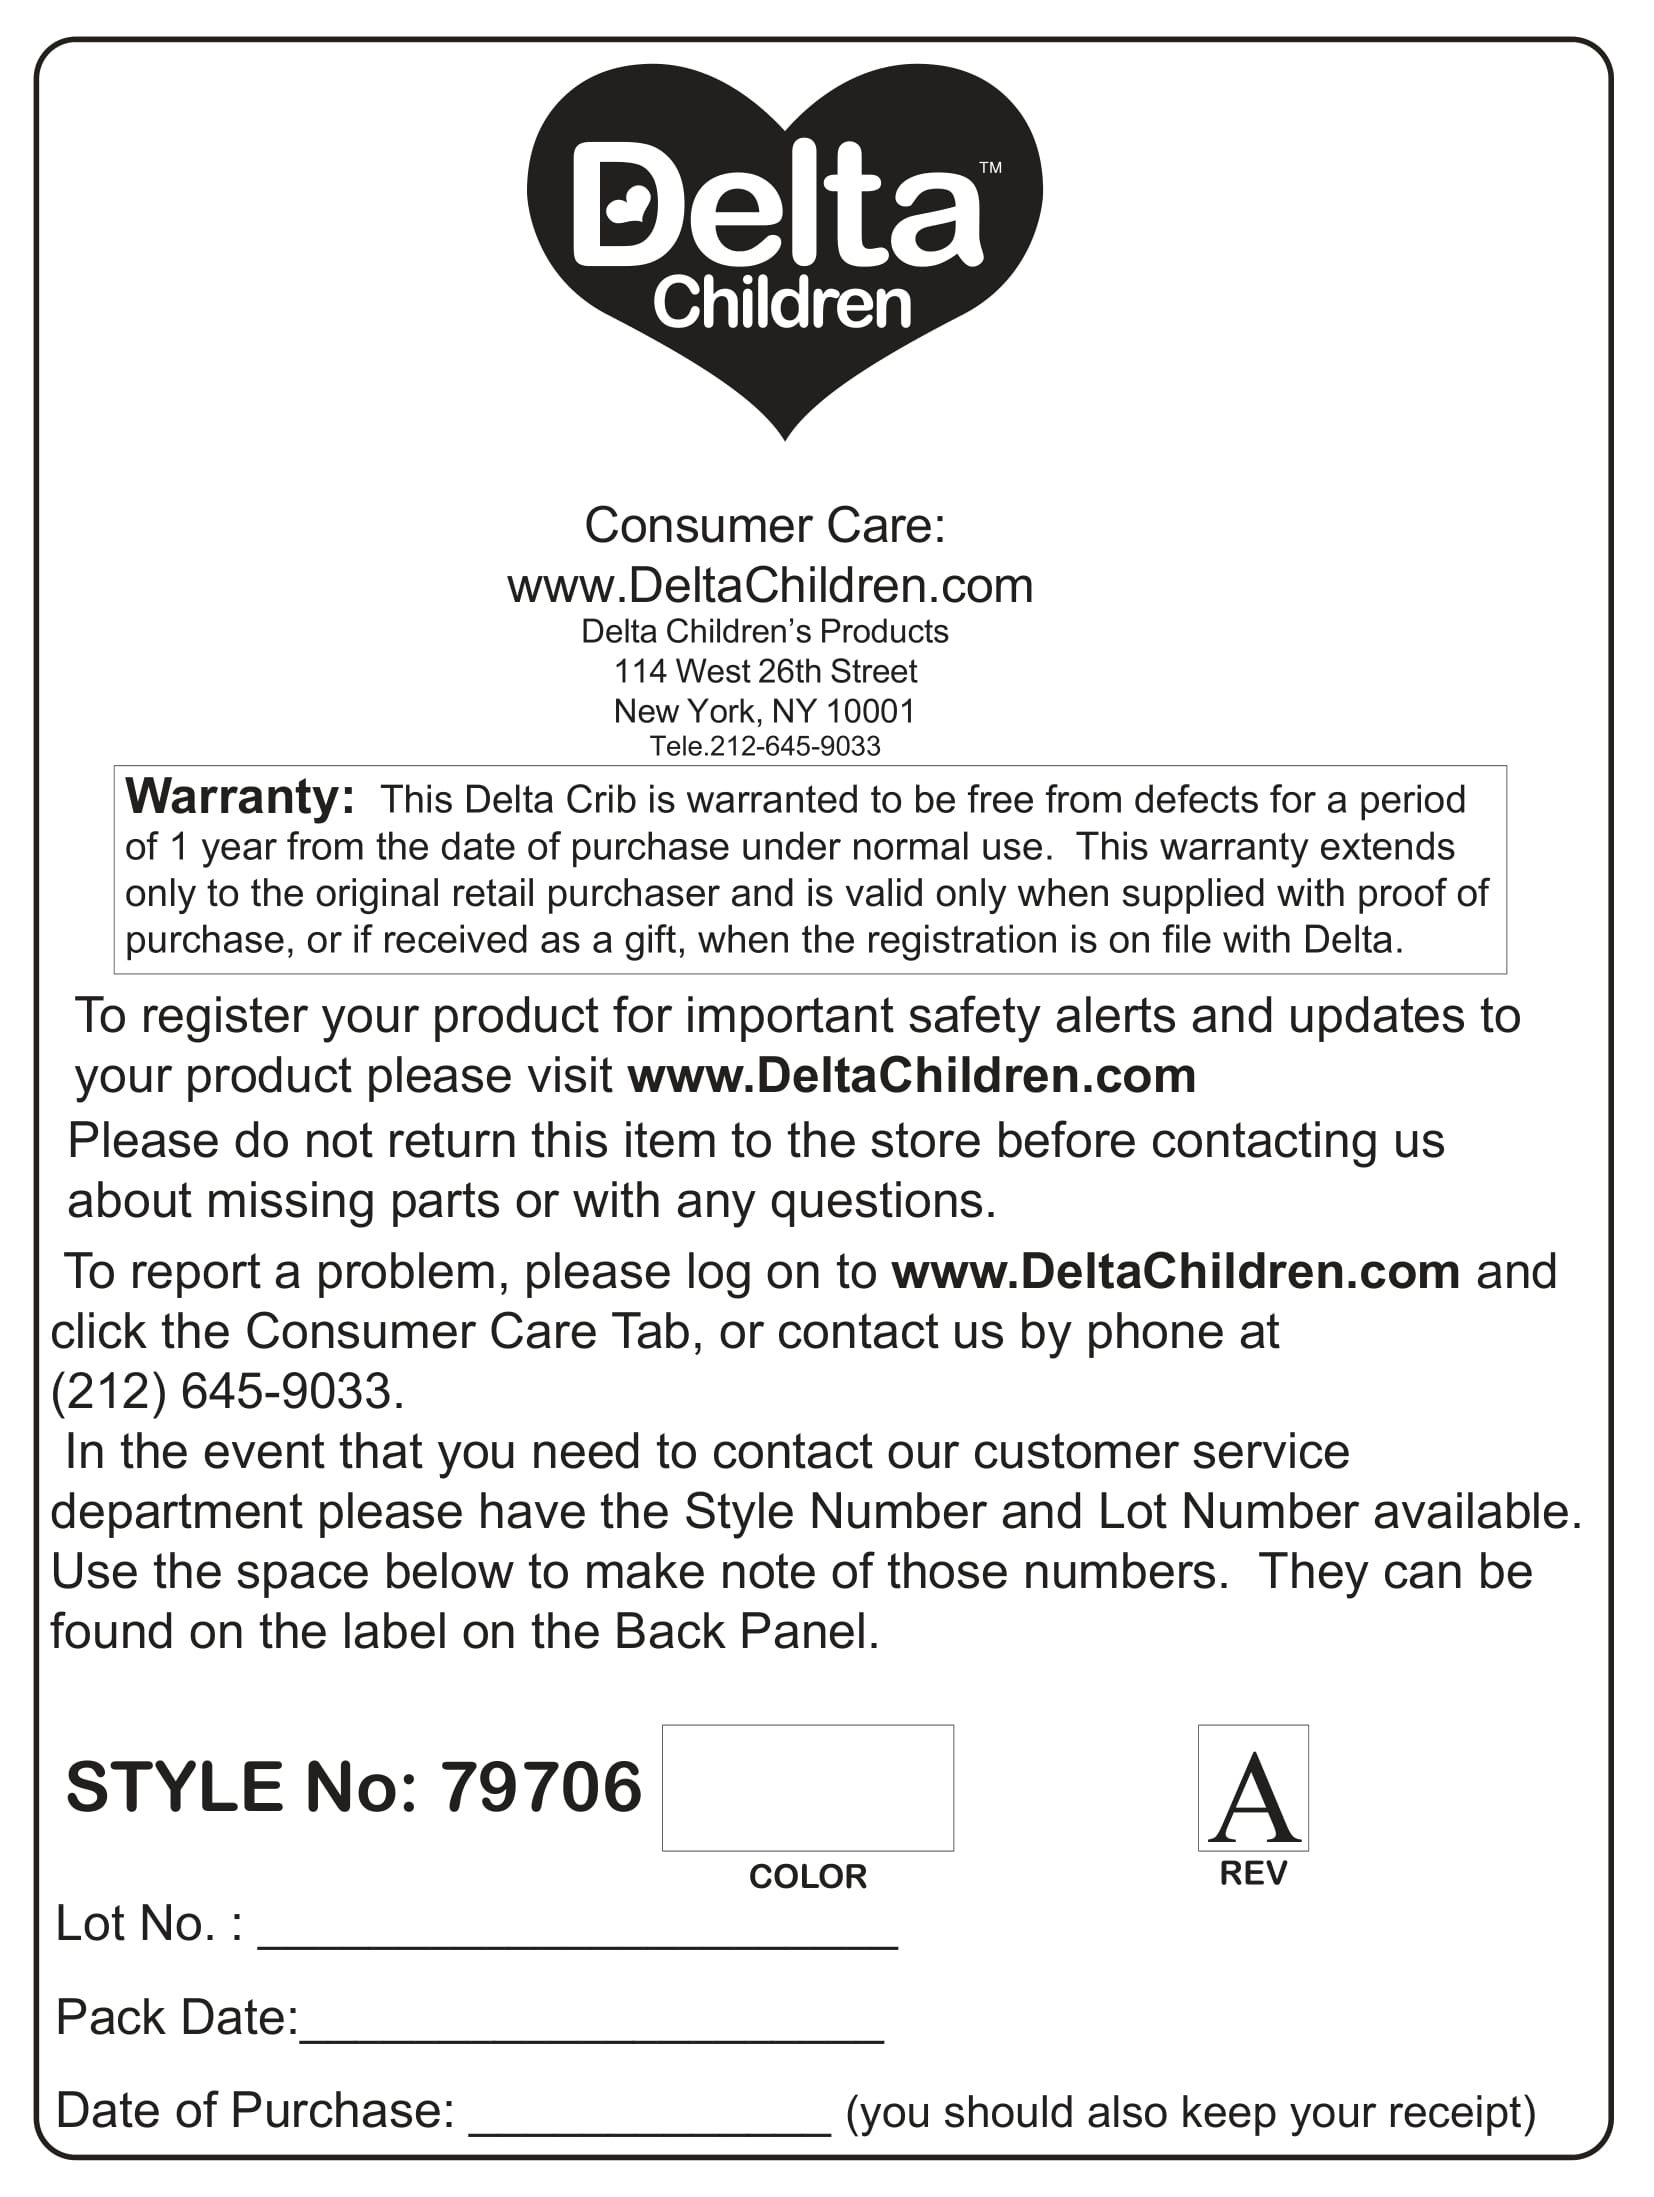 Delta™
Children
Consumer Care:
www.DeltaChildren.com
Delta Children’s Products
114 West 26th Street
New York, NY 10001
Tele.212-645-9033
Warranty: This Delta Crib is warranted to be free from defects for a period
of 1 year from the date of purchase under normal use. This warranty extends
only to the original retail purchaser and is valid only when supplied with proof of
purchase, or if received as a gift, when the registration is on file with Delta.
To register your product for important safety alerts and updates to
your product please visit www.DeltaChildren.com
Please do not return this item to the store before contacting us
about missing parts or with any questions.
To report a problem, please log on to www.DeltaChildren.com and
click the Consumer Care Tab, or contact us by phone at
(212) 645-9033.
In the event that you need to contact our customer service
department please have the Style Number and Lot Number available.
Use the space below to make note of those numbers. They can be
found on the label on the Back Panel.
STYLE No: 79706
A
COLOR
REV
Lot No. : _______________________
Pack Date:_____________________
Date of Purchase: _____________ (you should also keep your receipt)